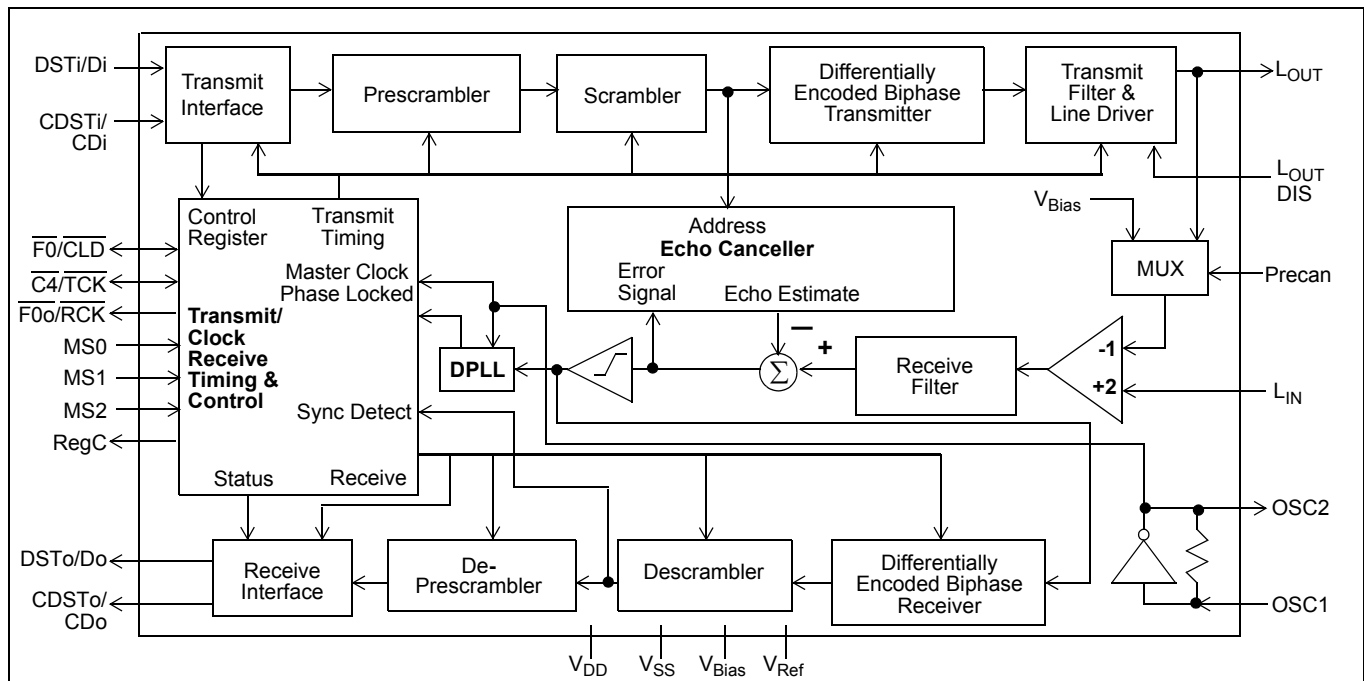 DSTi/Di
CDSTi/
CDi
Transmit
Interface
Prescrambler
Scrambler
Differentially
Encoded Biphase
Transmitter
Transmit
Filter &
Line Driver
LOUT
LOUT
DIS
VBias
MUX
Precan
F0/CLD
C4/TCK
F0o/RCK
MS0
MS1
MS2
RegC
Control
Register
Transmit
Timing
Master Clock
Phase Locked
Transmit/
Clock
Receive
Timing &
Control
Sync Detect
Status
Receive
DPLL
Address
Echo Canceller
Error
Signal
Echo Estimate
−
+
Σ
Receive
Filter
-1
+2
LIN
OSC2
OSC1
DSTo/Do
CDSTo/
CDo
Receive
Interface
De-
Prescrambler
Descrambler
Differentially
Encoded Biphase
Receiver
VDD
VSS
VBias
VRef